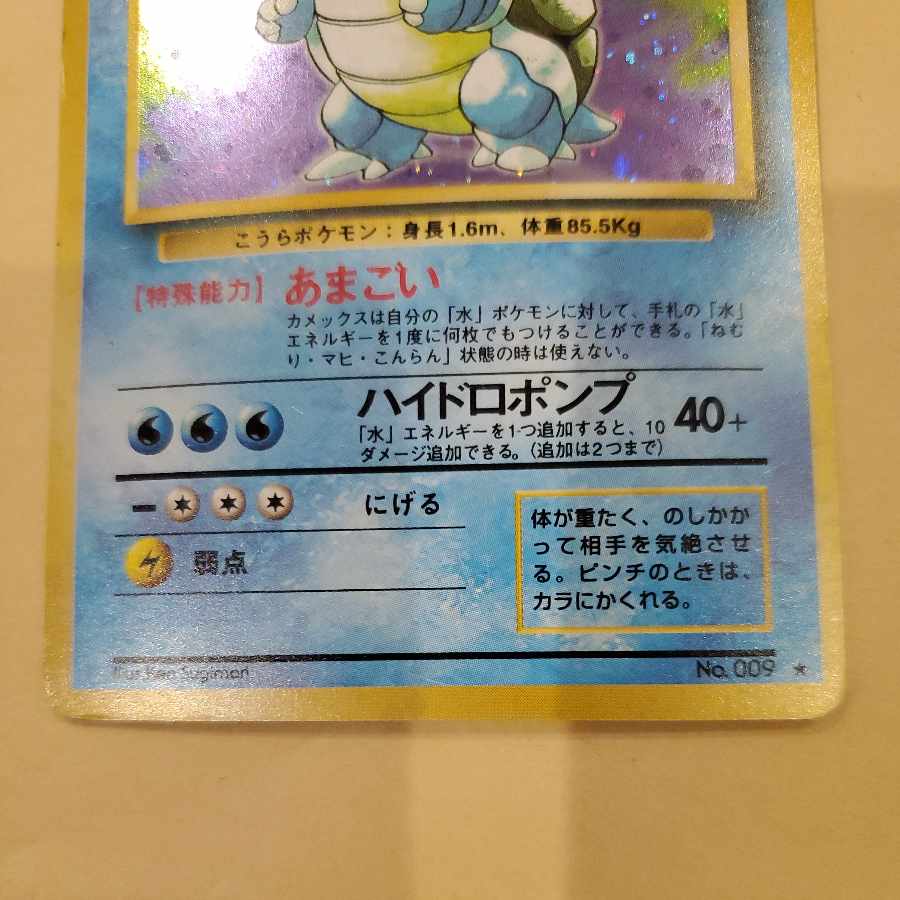 こうらポケモン：身長1.6m、体重85.5Kg
［特殊能力］ あまごい
カメックスは自分の「水」ポケモンに対して、手札の「水」
エネルギーを1度に何枚でもつけることができる。「ねむ
り・マヒ・こんらん」状態の時は使えない。
ハイドロポンプ 40+
「水」エネルギーを1つ追加すると、10
ダメージ追加できる。（追加は2つまで）
にげる
弱点
体が重たく、のしかか
って相手を気絶させ
る。ピンチのときは、
カラにかくれる。
Illus. Ken Sugimori
No. 009 ★